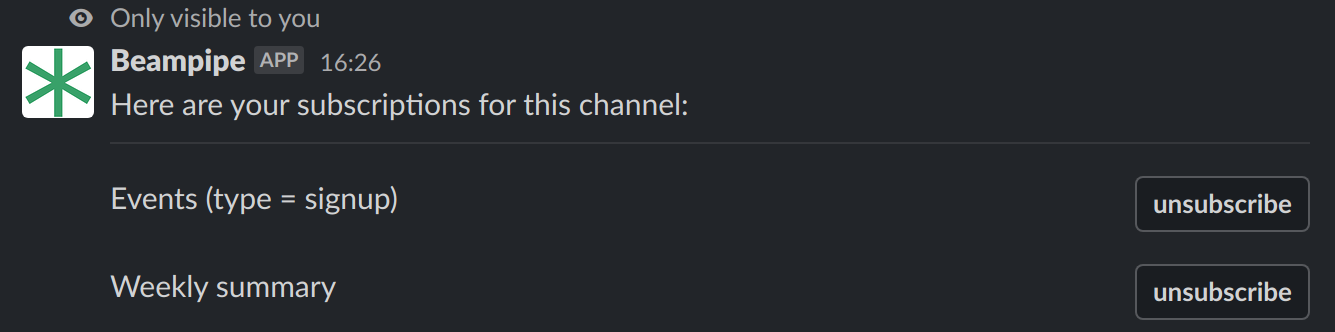 Only visible to you
Beampipe APP 16:26
Here are your subscriptions for this channel:
Events (type = signup) unsubscribe
Weekly summary unsubscribe